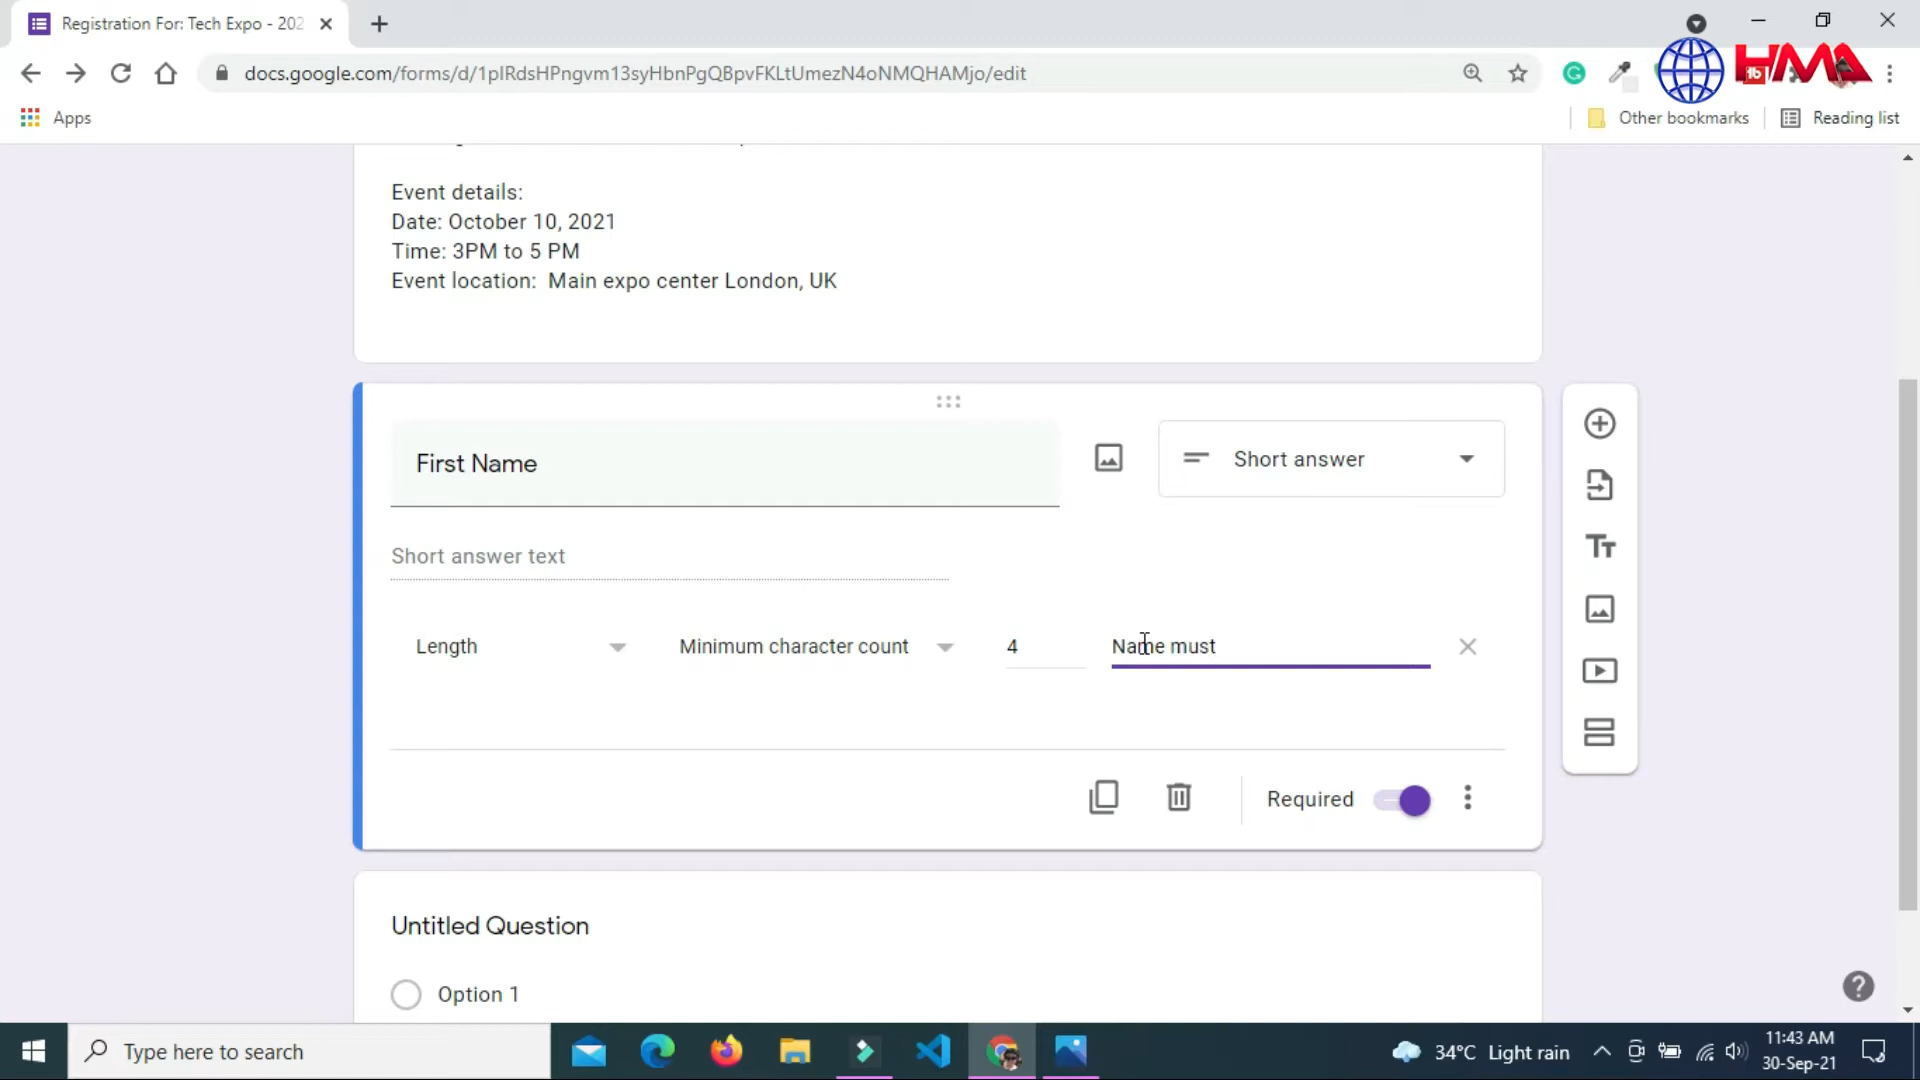 Registration For: Tech Expo - 202
docs.google.com/forms/d/1pIRdsHPngvm13syHbnPgQBpvFKLtUmezN4oNMQHAMjo/edit
HMA
16
Apps
Other bookmarks
Reading list
Event details:
Date: October 10, 2021
Time: 3PM to 5 PM
Event location: Main expo center London, UK
First Name
Short answer
Short answer text
Length
Minimum character count
4
Name must
Required
Untitled Question
Option 1
Type here to search
34°C Light rain
11:43 AM
30-Sep-21